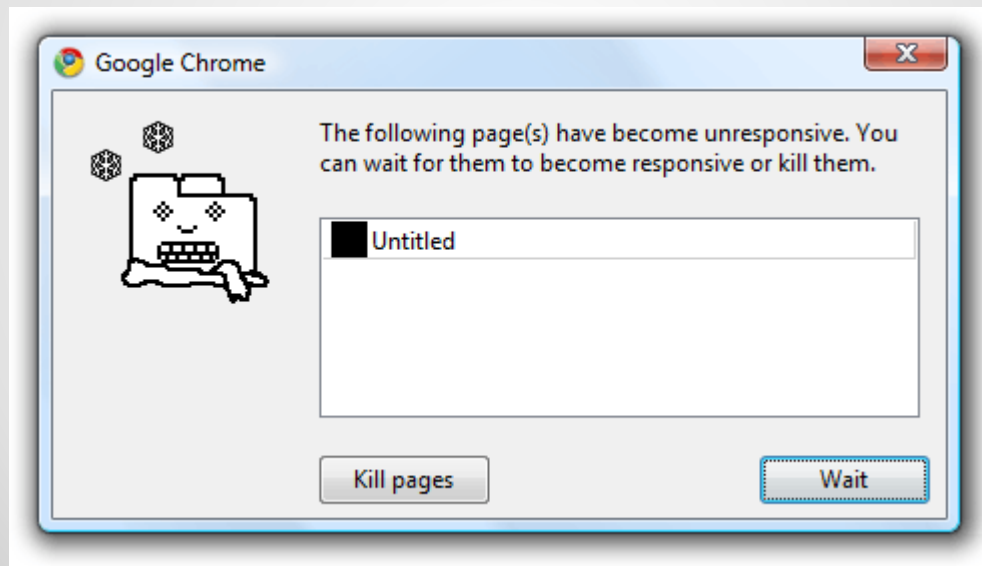 Google Chrome
The following page(s) have become unresponsive. You
can wait for them to become responsive or kill them.
Untitled
Kill pages
Wait